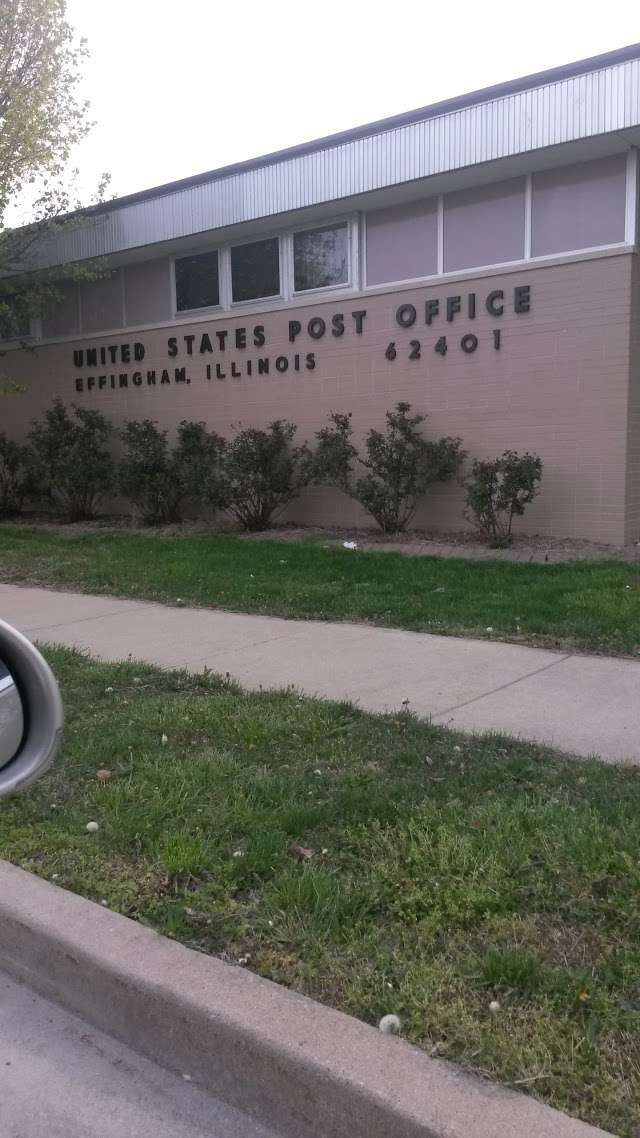 UNITED STATES POST OFFICE
EFFINGHAM, ILLINOIS 62401